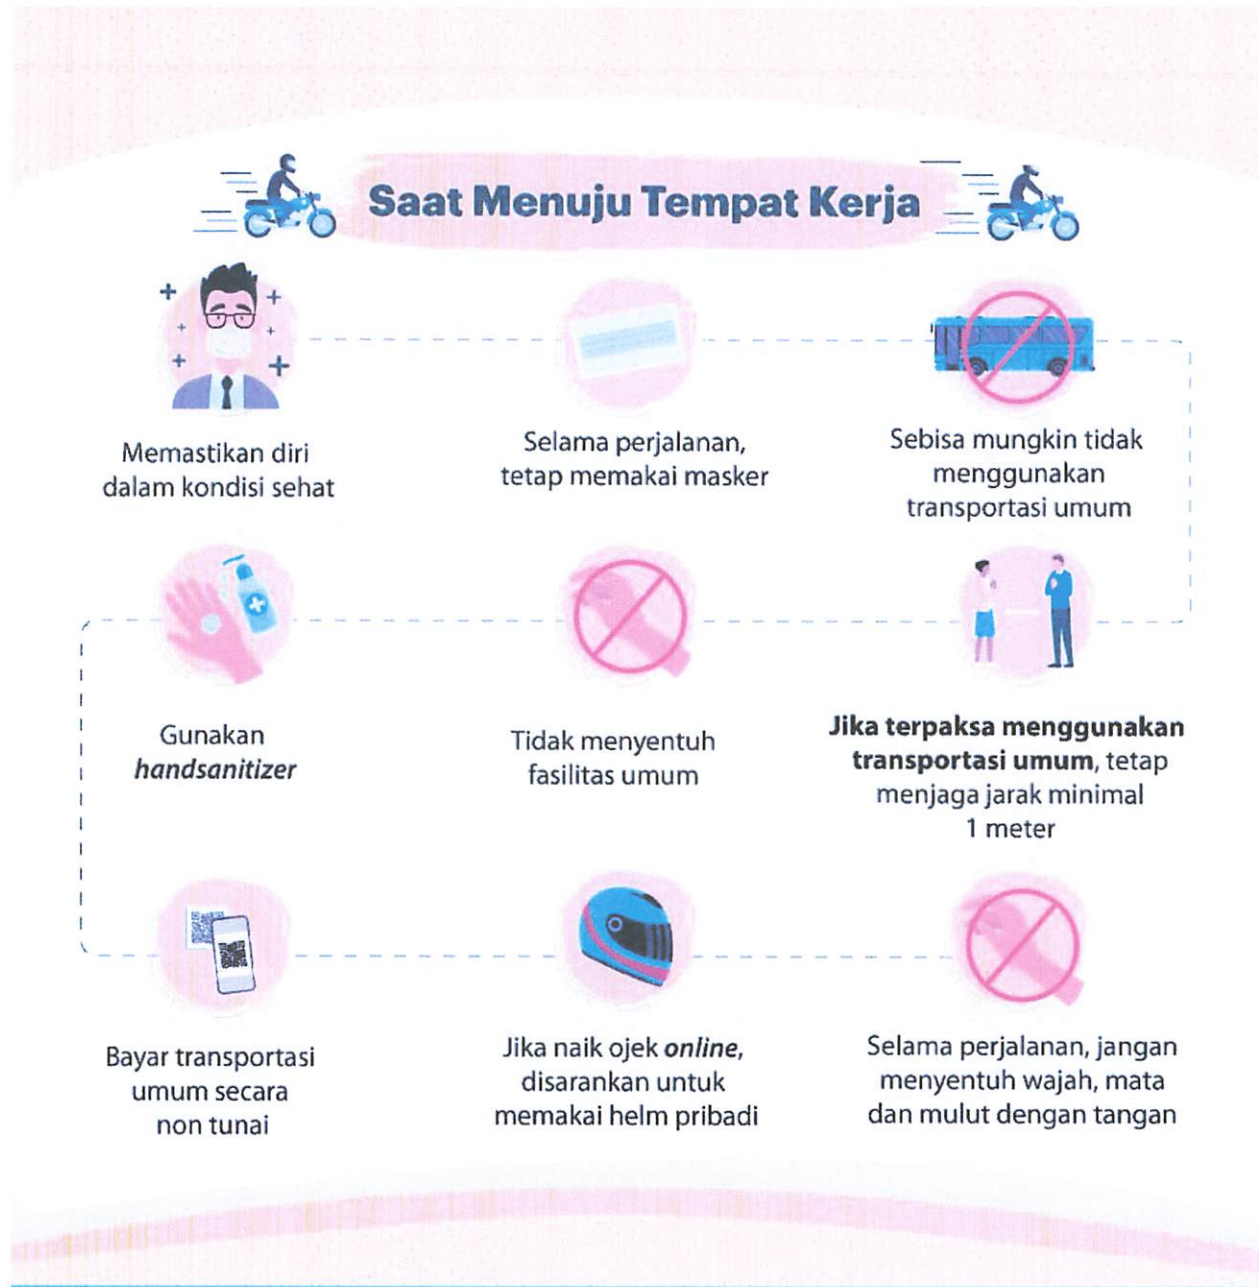 Saat Menuju Tempat Kerja
Memastikan diri
dalam kondisi sehat
Selama perjalanan,
tetap memakai masker
Sebisa mungkin tidak
menggunakan
transportasi umum
Jika terpaksa menggunakan
transportasi umum, tetap
menjaga jarak minimal
1 meter
Tidak menyentuh
fasilitas umum
Gunakan
handsanitizer
Bayar transportasi
umum secara
non tunai
Jika naik ojek online,
disarankan untuk
memakai helm pribadi
Selama perjalanan, jangan
menyentuh wajah, mata
dan mulut dengan tangan